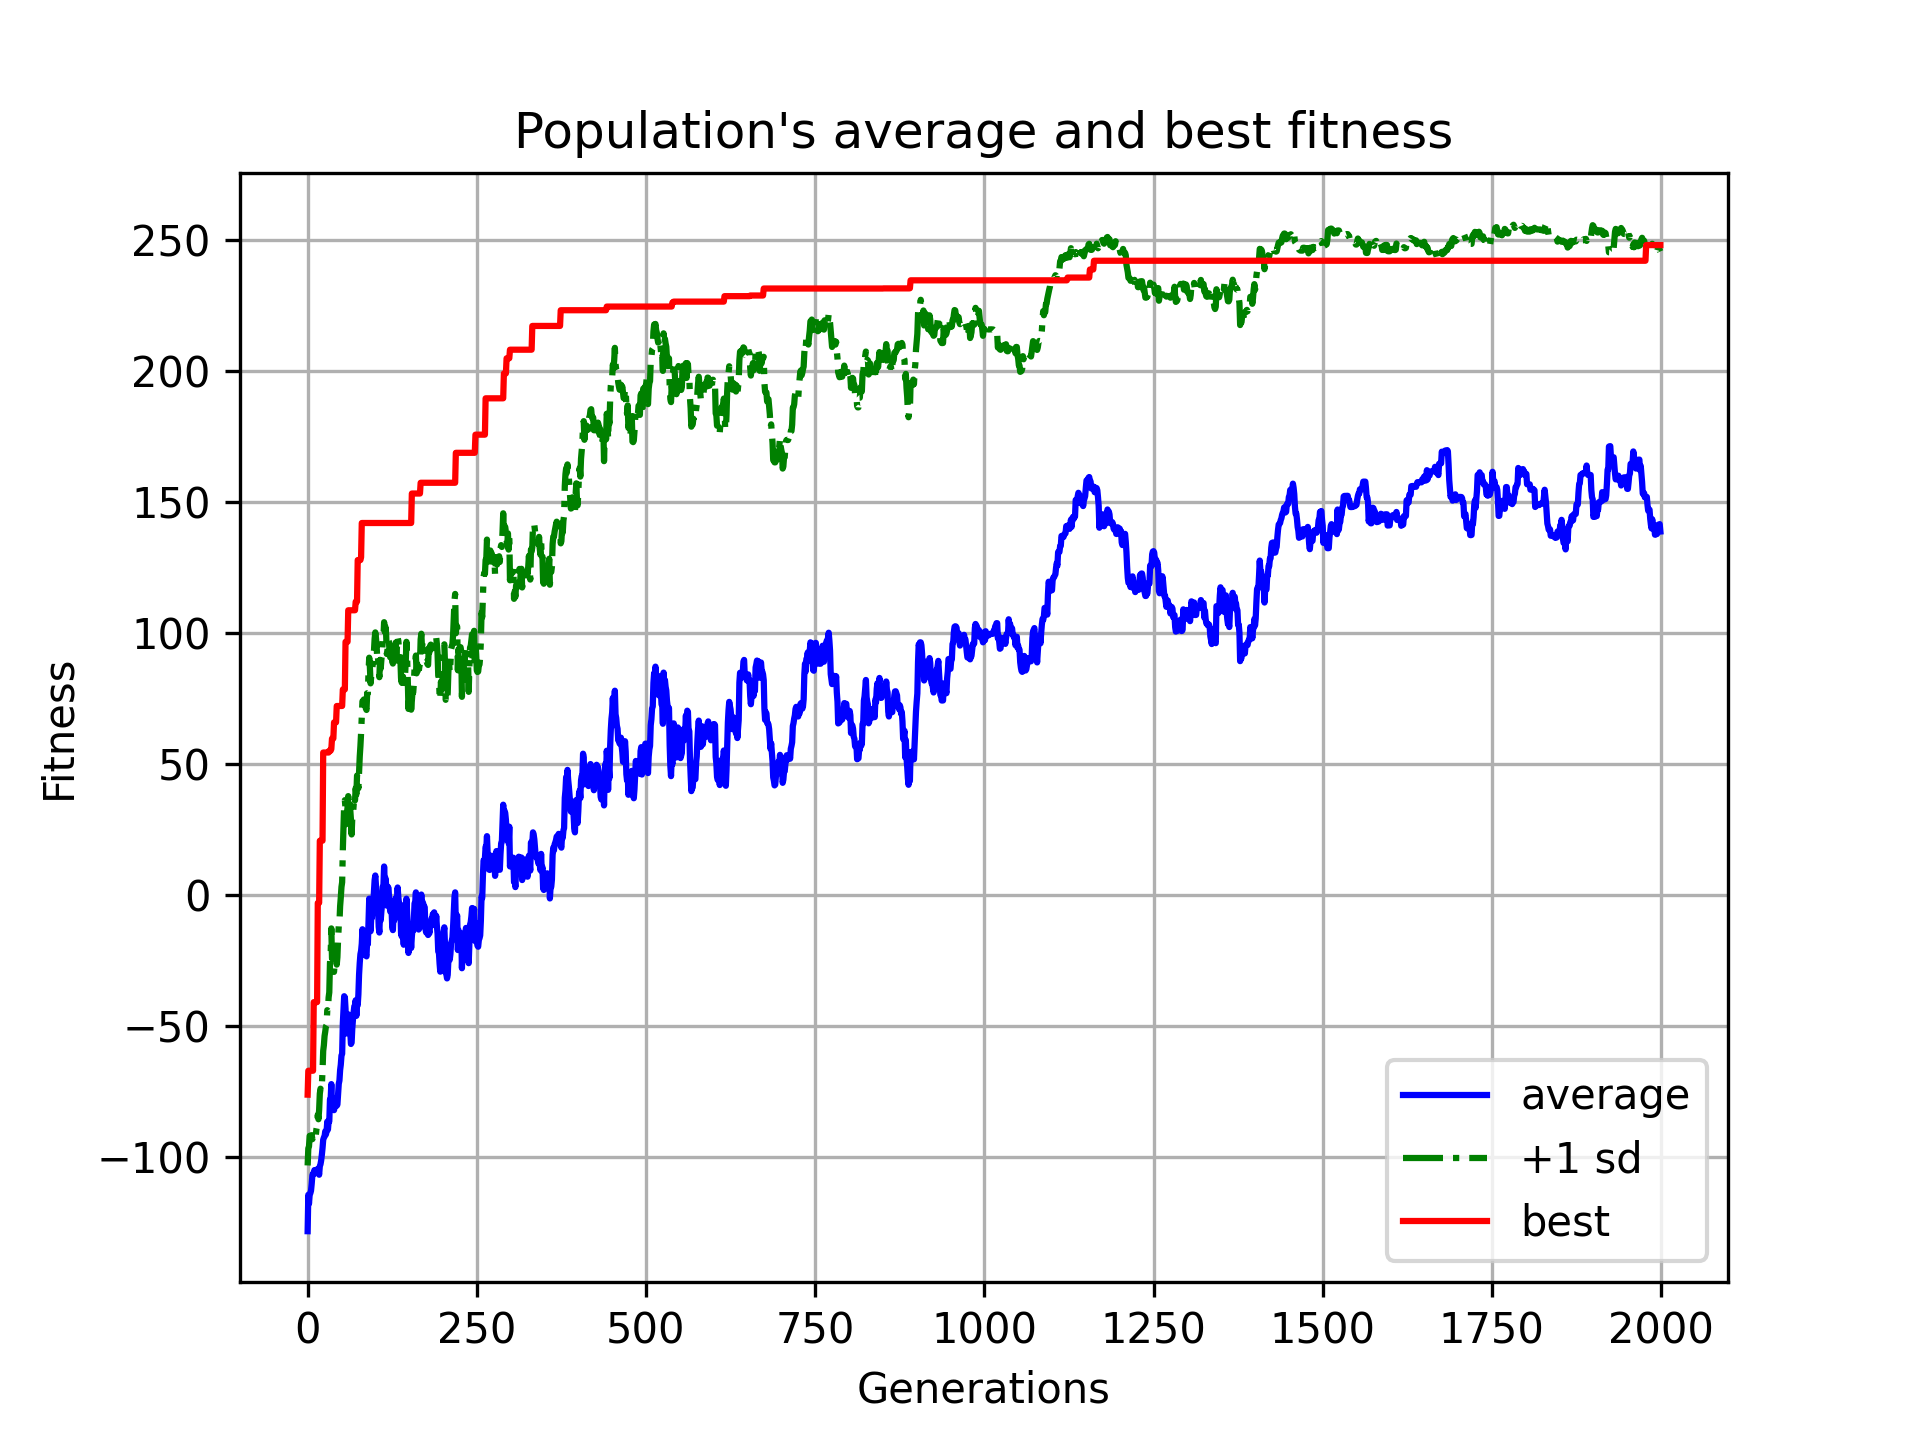 Population's average and best fitness
250
200
150
100
50
0
−50
−100
Fitness
average
+1 sd
best
0 250 500 750 1000 1250 1500 1750 2000
Generations